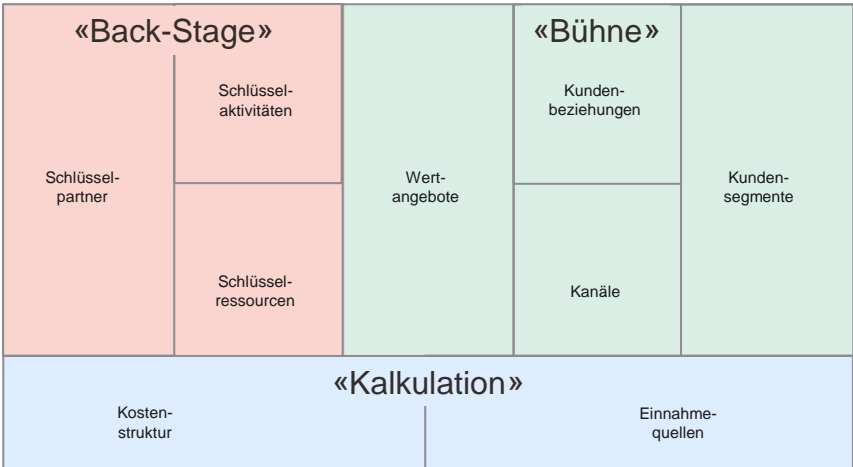 «Back-Stage»
«Bühne»
Schlüssel-
partner
Schlüssel-
aktivitäten
Schlüssel-
ressourcen
Wert-
angebote
Kunden-
beziehungen
Kanäle
Kunden-
segmente
«Kalkulation»
Kosten-
struktur
Einnahme-
quellen